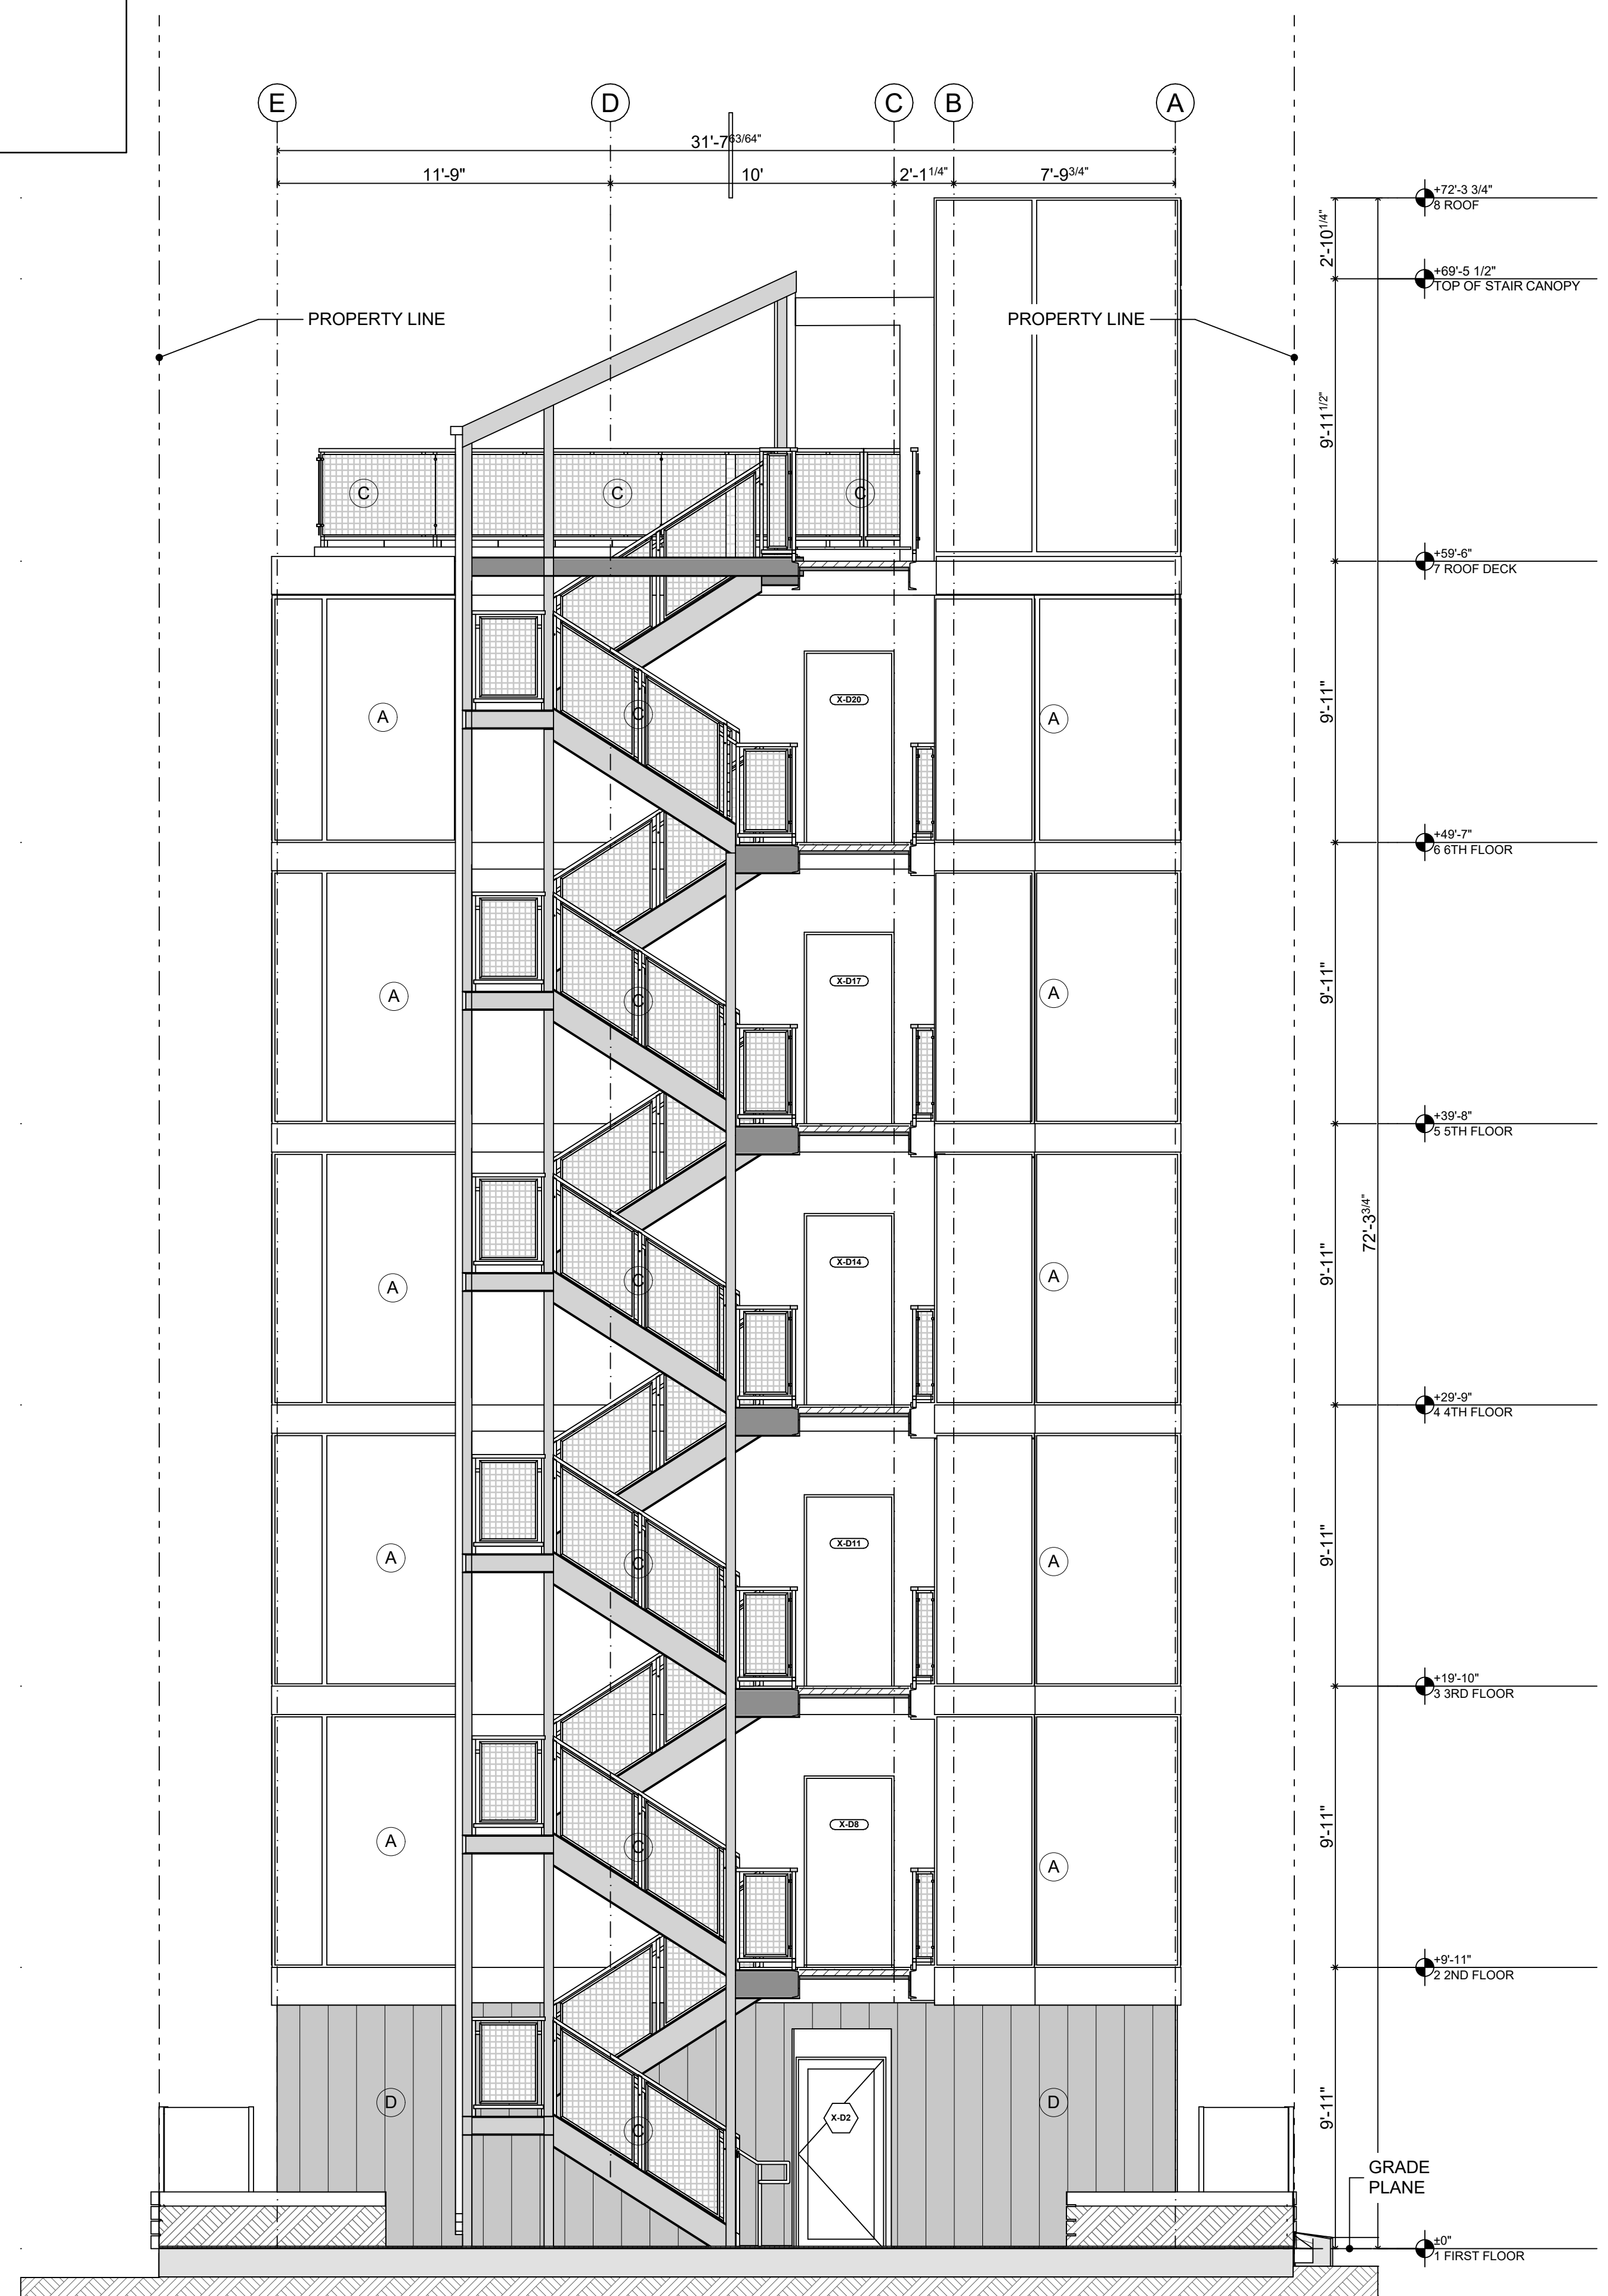 E D C B A
31'-7 63/64"
11'-9" 10' 2'-1 1/4" 7'-9 3/4"
+72'-3 3/4"
8 ROOF
2'-10 1/4"
+69'-5 1/2"
TOP OF STAIR CANOPY
PROPERTY LINE
PROPERTY LINE
9'-11 1/2"
C C C
+59'-6"
7 ROOF DECK
X-D20
9'-11"
A C A
+49'-7"
6 6TH FLOOR
X-D17
9'-11"
A C A
+39'-8"
5 5TH FLOOR
72'-3 3/4"
X-D14
9'-11"
A C A
+29'-9"
4 4TH FLOOR
X-D11
9'-11"
A C A
+19'-10"
3 3RD FLOOR
X-D8
9'-11"
A C A
+9'-11"
2 2ND FLOOR
D D
9'-11"
X-D2
C
GRADE
PLANE
±0"
1 FIRST FLOOR